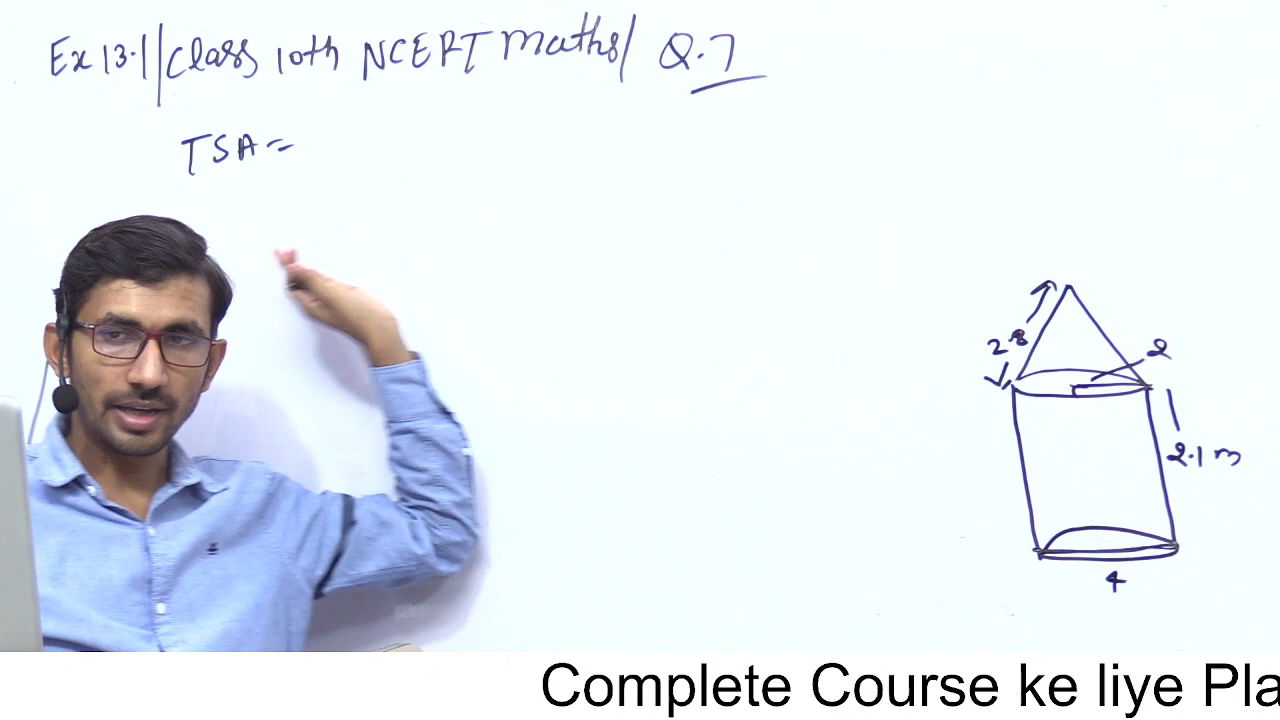 Ex 13.1 | Class 10th NCERT Maths / Q.7
TSA =
2.8
2
2.1 m
4
Complete Course ke liye Pla